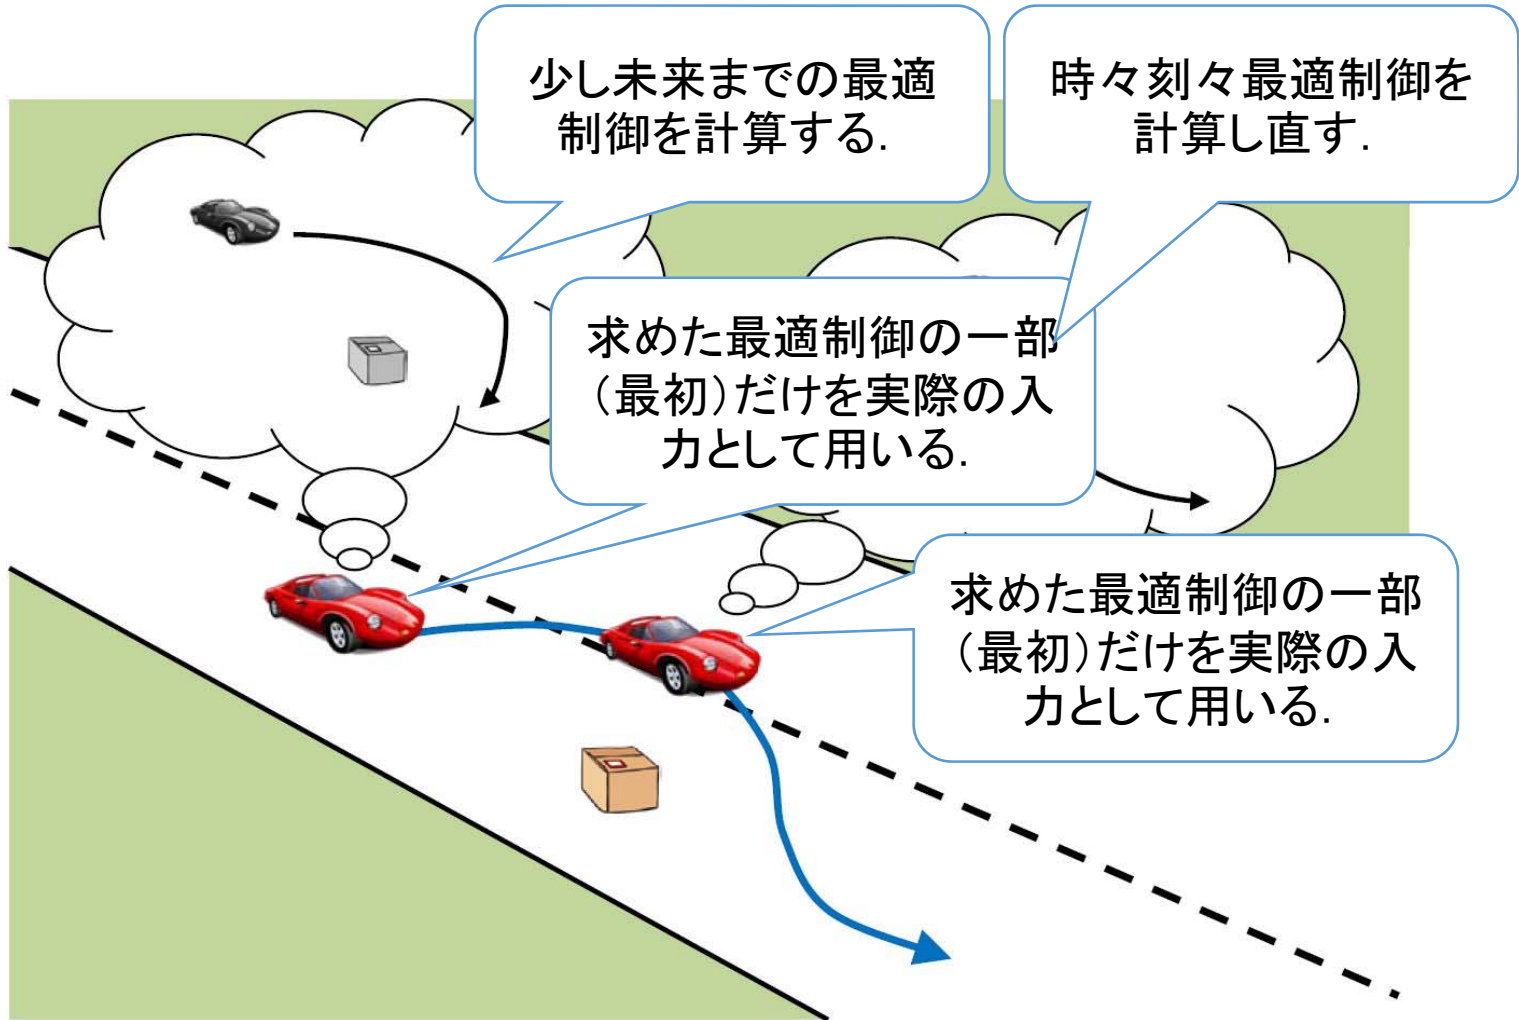 少し未来までの最適
制御を計算する.
時々刻々最適制御を
計算し直す.
求めた最適制御の一部
（最初）だけを実際の入
力として用いる.
求めた最適制御の一部
（最初）だけを実際の入
力として用いる.